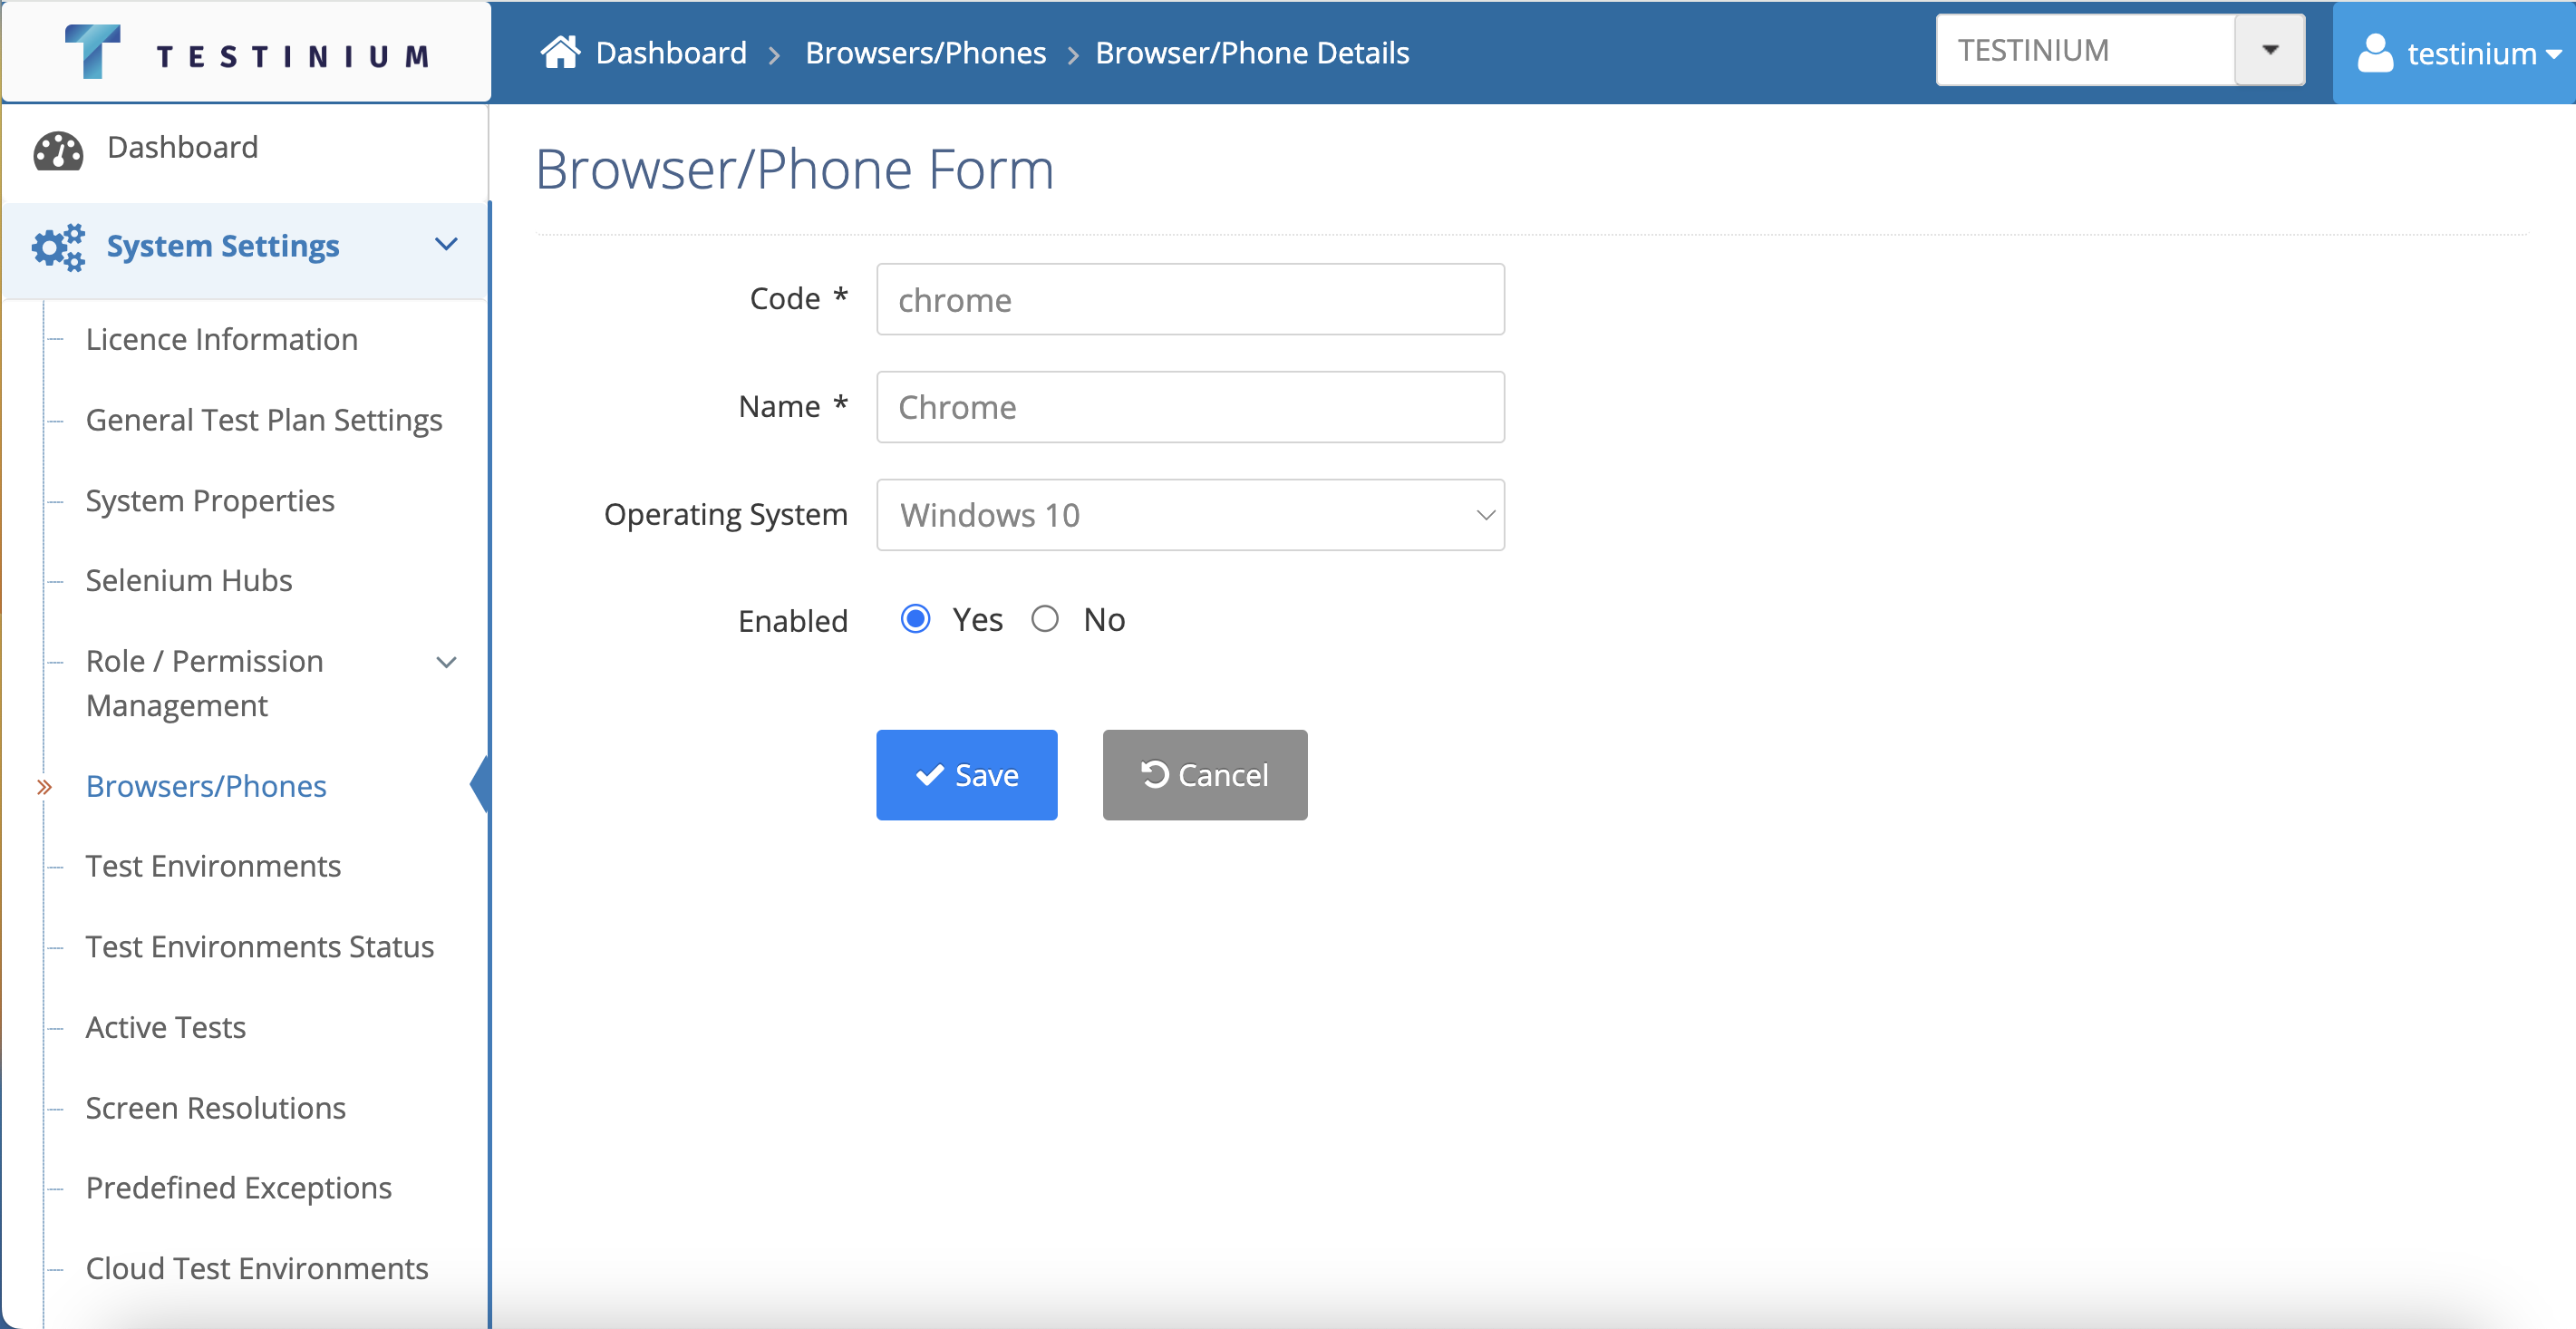 TESTINIUM
Dashboard > Browsers/Phones > Browser/Phone Details
TESTINIUM
testinium
Dashboard
System Settings
Licence Information
General Test Plan Settings
System Properties
Selenium Hubs
Role / Permission
Management
Browsers/Phones
Test Environments
Test Environments Status
Active Tests
Screen Resolutions
Predefined Exceptions
Cloud Test Environments
Browser/Phone Form
Code * chrome
Name * Chrome
Operating System Windows 10
Enabled Yes No
Save Cancel